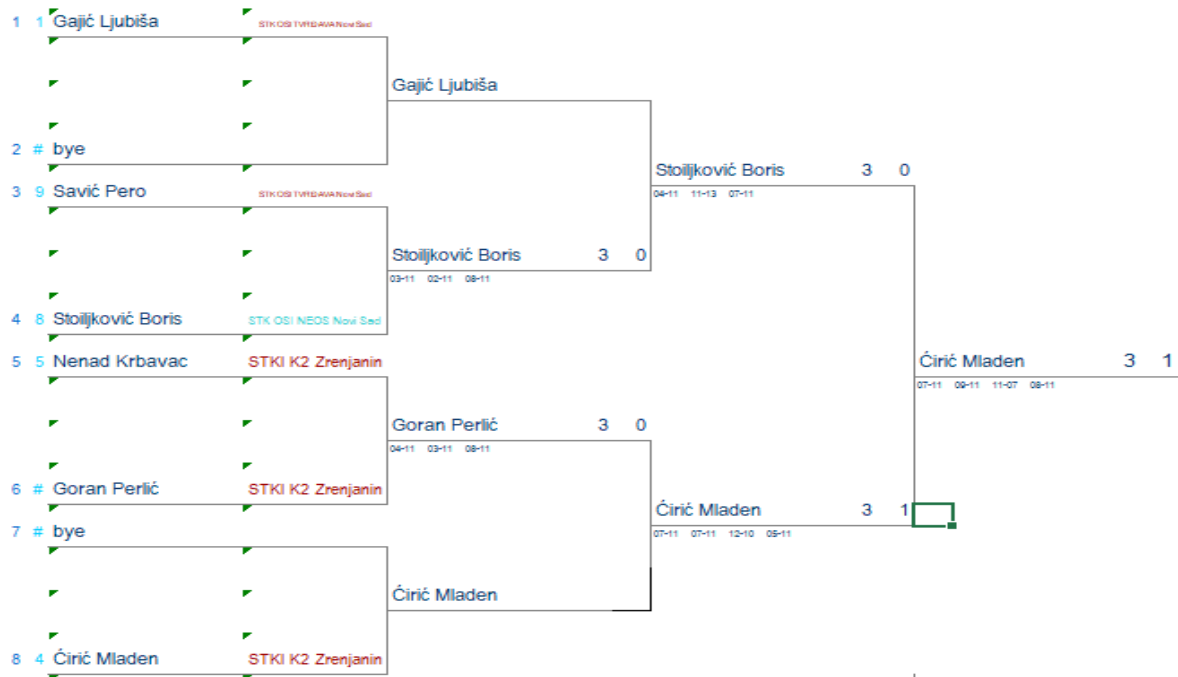 1 1 Gajić Ljubiša STK OSI TVRĐAVA Novi Sad
Gajić Ljubiša
2 # bye
Stoiljković Boris 3 0
3 9 Savić Pero STK OSI TVRĐAVA Novi Sad
04-11 11-13 07-11
Stoiljković Boris 3 0
03-11 02-11 08-11
4 8 Stoiljković Boris STK OSI NEOS Novi Sad
5 5 Nenad Krbavac STKI K2 Zrenjanin
Ćirić Mladen 3 1
07-11 09-11 11-07 08-11
Goran Perlić 3 0
04-11 03-11 08-11
6 # Goran Perlić STKI K2 Zrenjanin
Ćirić Mladen 3 1
7 # bye
07-11 07-11 12-10 05-11
Ćirić Mladen
8 4 Ćirić Mladen STKI K2 Zrenjanin